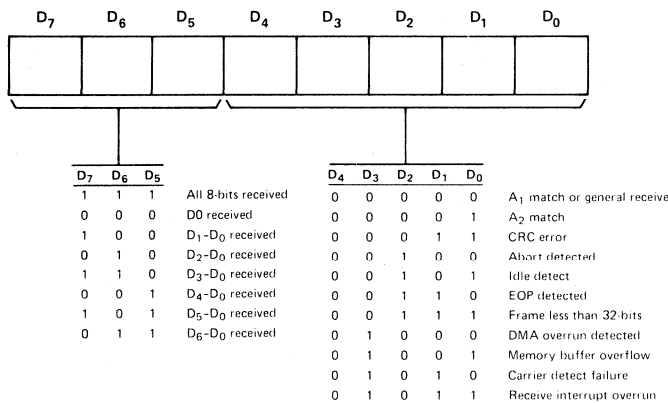 D7 D6 D5 D4 D3 D2 D1 D0
D7 D6 D5
1 1 1 All 8-bits received
0 0 0 D0 received
1 0 0 D1-D0 received
0 1 0 D2-D0 received
1 1 0 D3-D0 received
0 0 1 D4-D0 received
1 0 1 D5-D0 received
0 1 1 D6-D0 received
D4 D3 D2 D1 D0
0 0 0 0 0 A1 match or general receive
0 0 0 0 1 A2 match
0 0 0 1 1 CRC error
0 0 1 0 0 Abort detected
0 0 1 0 1 Idle detect
0 0 1 1 0 EOP detected
0 0 1 1 1 Frame less than 32-bits
0 1 0 0 0 DMA overrun detected
0 1 0 0 1 Memory buffer overflow
0 1 0 1 0 Carrier detect failure
0 1 0 1 1 Receive interrupt overrun